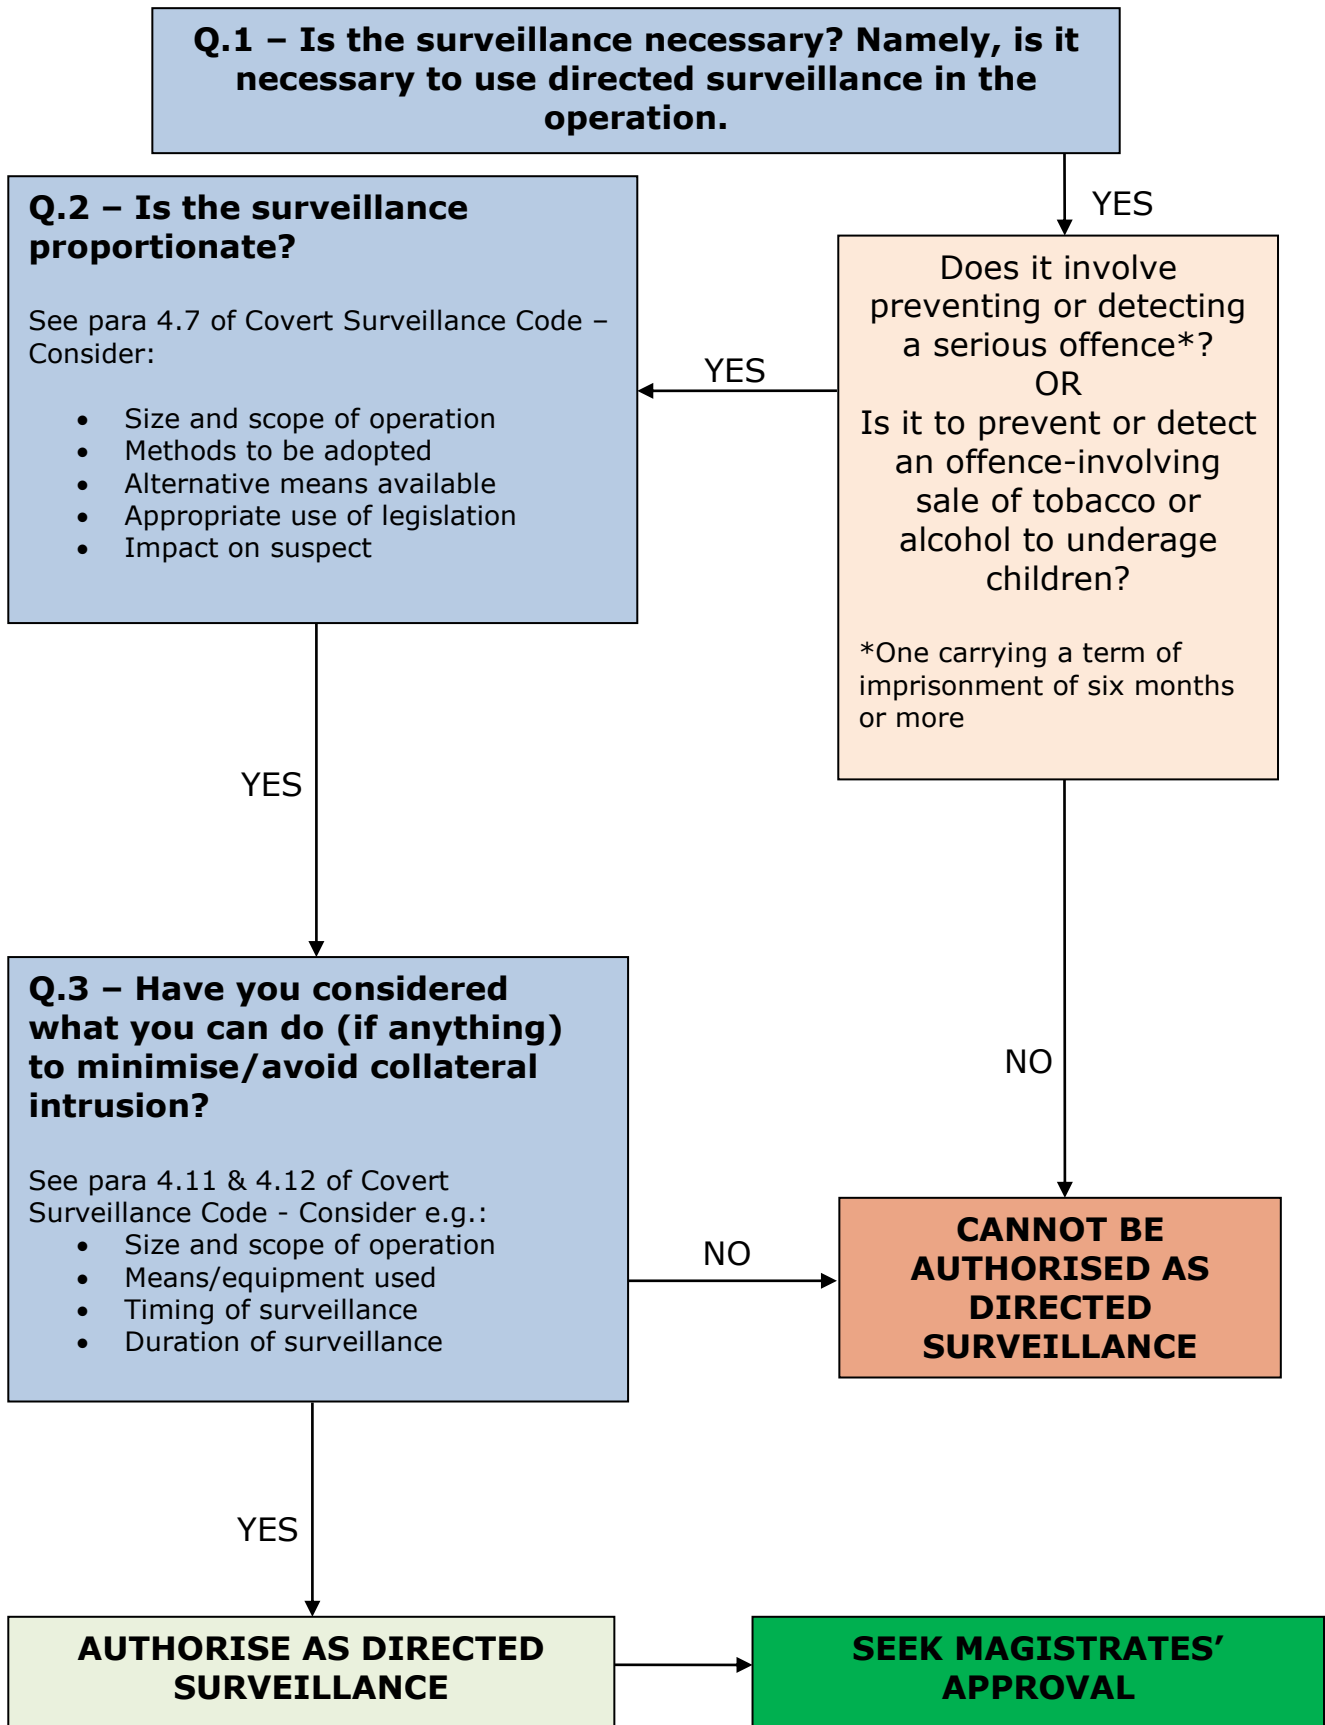 Q.1 – Is the surveillance necessary? Namely, is it
necessary to use directed surveillance in the
operation.
YES
Q.2 – Is the surveillance
proportionate?
See para 4.7 of Covert Surveillance Code –
Consider:
• Size and scope of operation
• Methods to be adopted
• Alternative means available
• Appropriate use of legislation
• Impact on suspect
YES
Does it involve
preventing or detecting
a serious offence*?
OR
Is it to prevent or detect
an offence-involving
sale of tobacco or
alcohol to underage
children?
*One carrying a term of
imprisonment of six months
or more
YES
NO
Q.3 – Have you considered
what you can do (if anything)
to minimise/avoid collateral
intrusion?
See para 4.11 & 4.12 of Covert
Surveillance Code - Consider e.g.:
• Size and scope of operation
• Means/equipment used
• Timing of surveillance
• Duration of surveillance
NO
CANNOT BE
AUTHORISED AS
DIRECTED
SURVEILLANCE
YES
AUTHORISE AS DIRECTED
SURVEILLANCE
SEEK MAGISTRATES’
APPROVAL